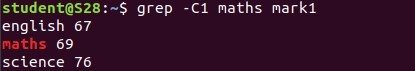 student@S28:~$ grep -C1 maths mark1
english 67
maths 69
science 76